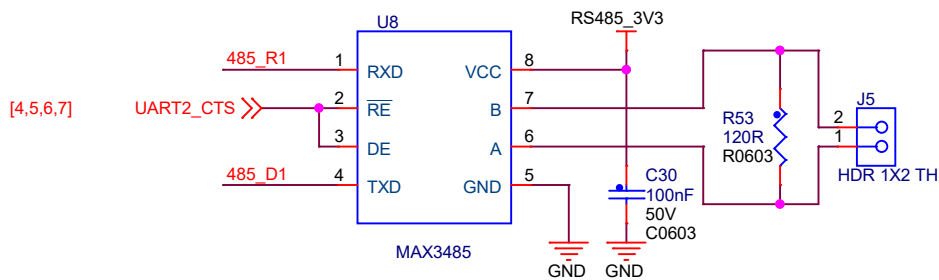 U8
RS485_3V3
485_R1
1
RXD
VCC
8
[4,5,6,7]
UART2_CTS
2
RE
B
7
3
DE
A
6
485_D1
4
TXD
GND
5
MAX3485
C30
100nF
50V
C0603
GND
GND
R53
120R
R0603
J5
2
1
HDR 1X2 TH